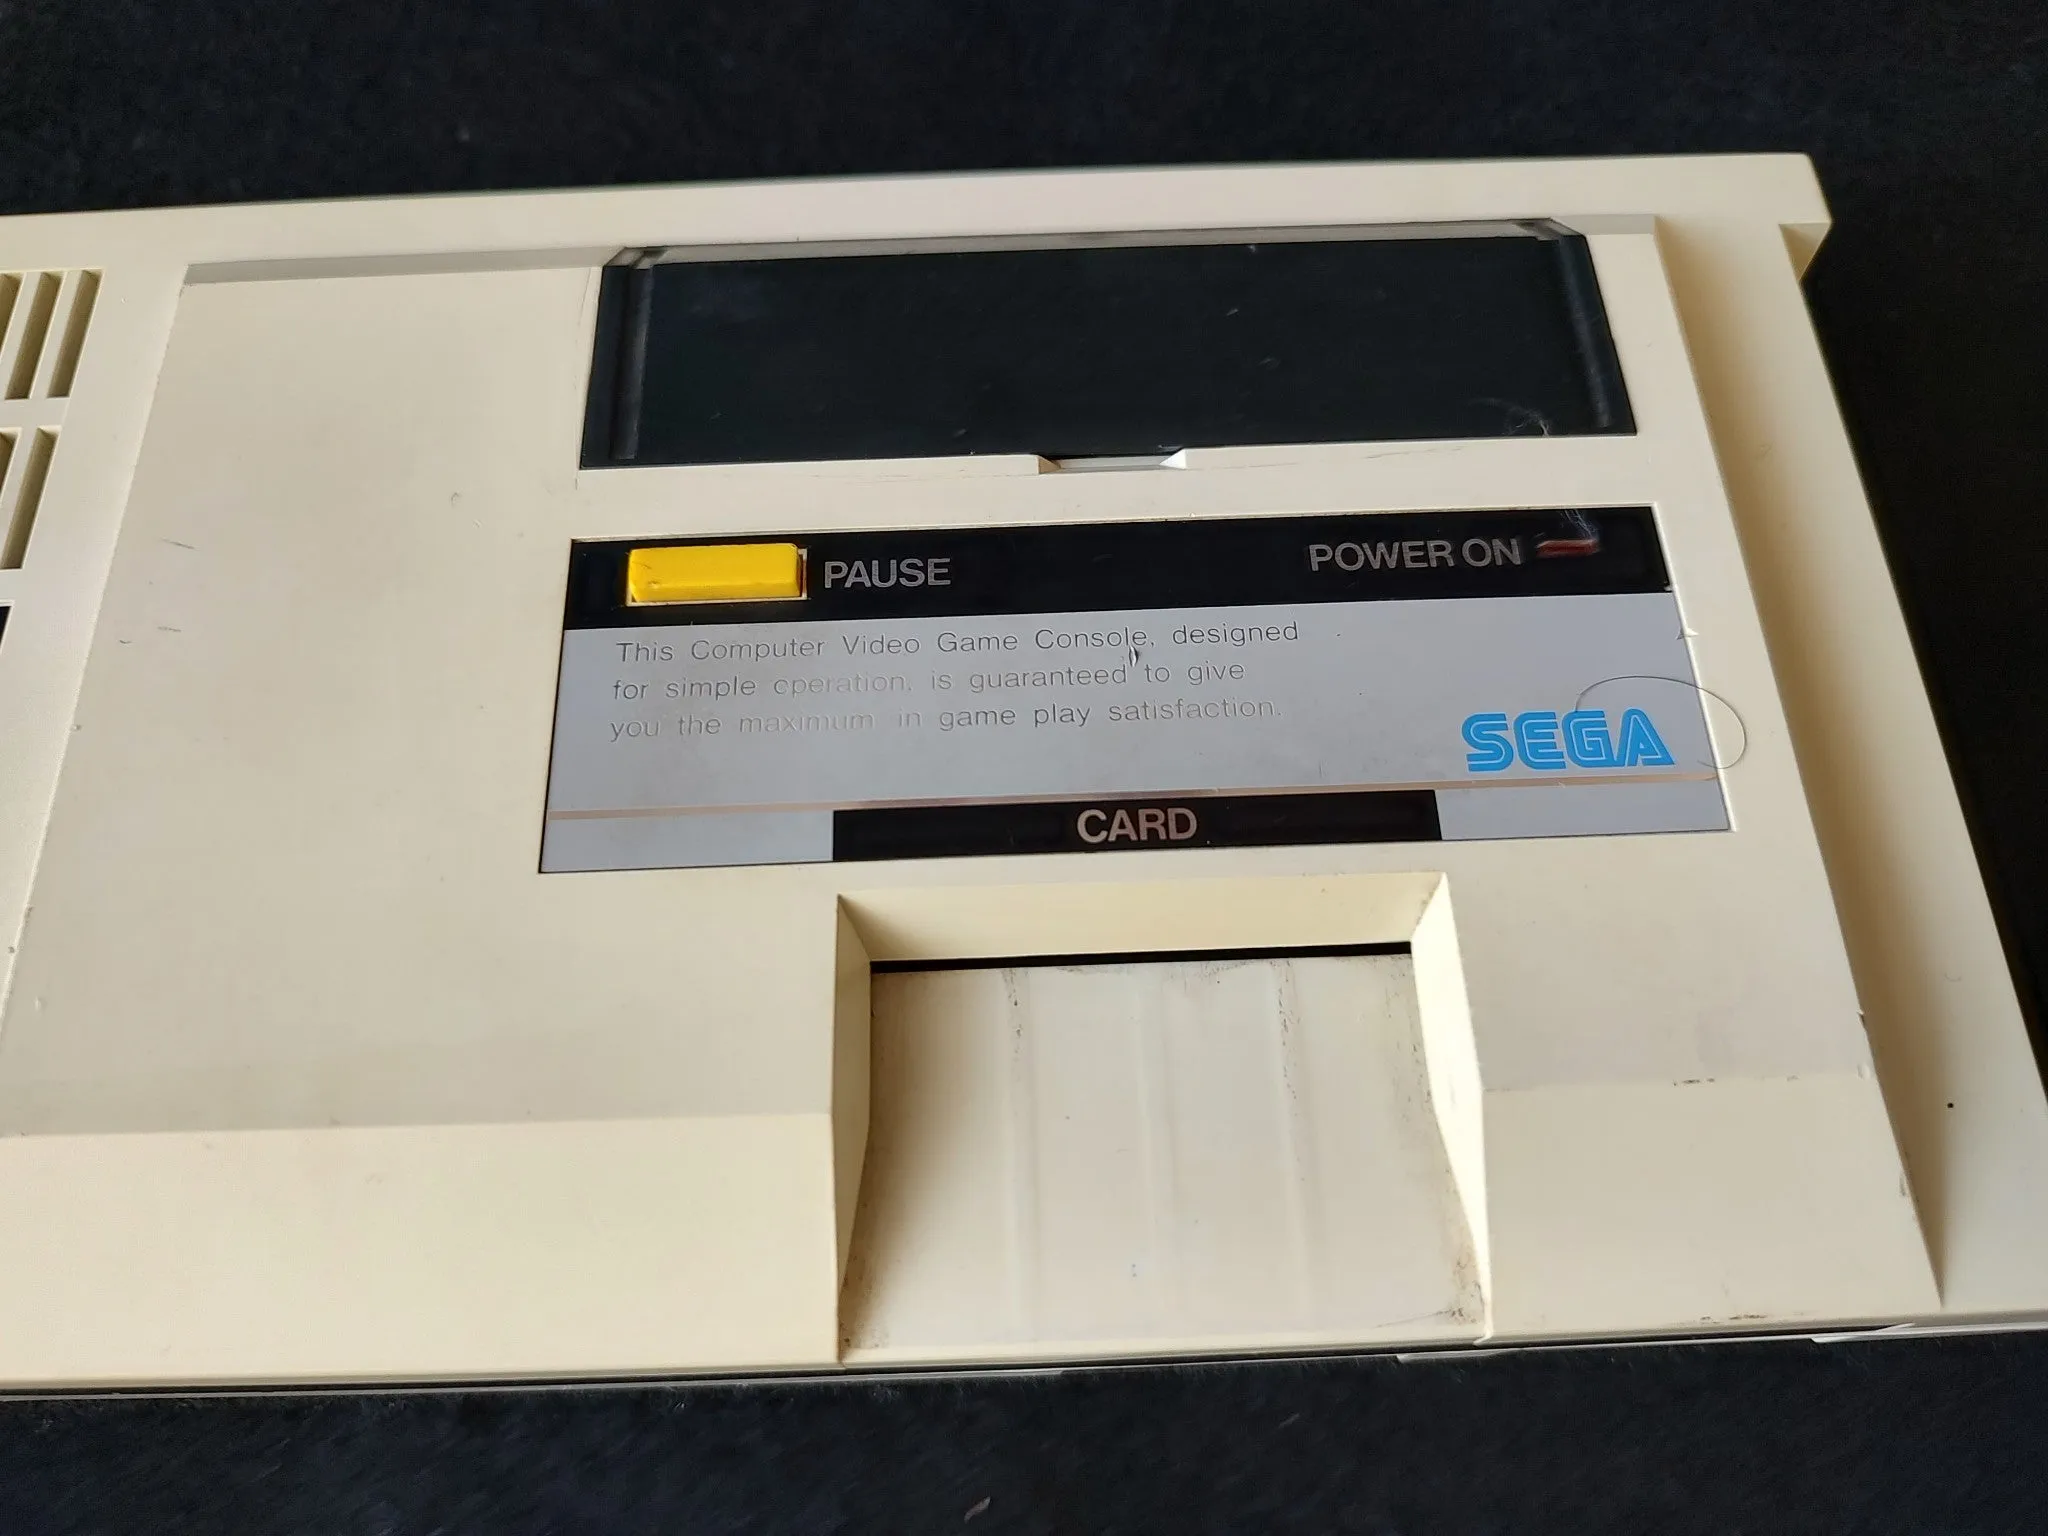 PAUSE
POWER ON
This Computer Video Game Console, designed
for simple operation, is guaranteed to give
you the maximum in game play satisfaction.
SEGA
CARD